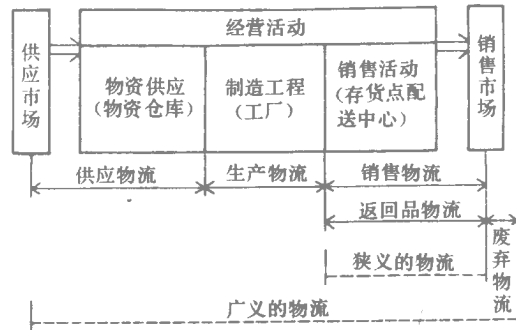 经营活动
供应市场
物资供应
(物资仓库)
制造工程
(工厂)
销售活动
(存货点配
送中心)
销售市场
供应物流
生产物流
销售物流
返回品物流
废弃物流
狭义的物流
广义的物流